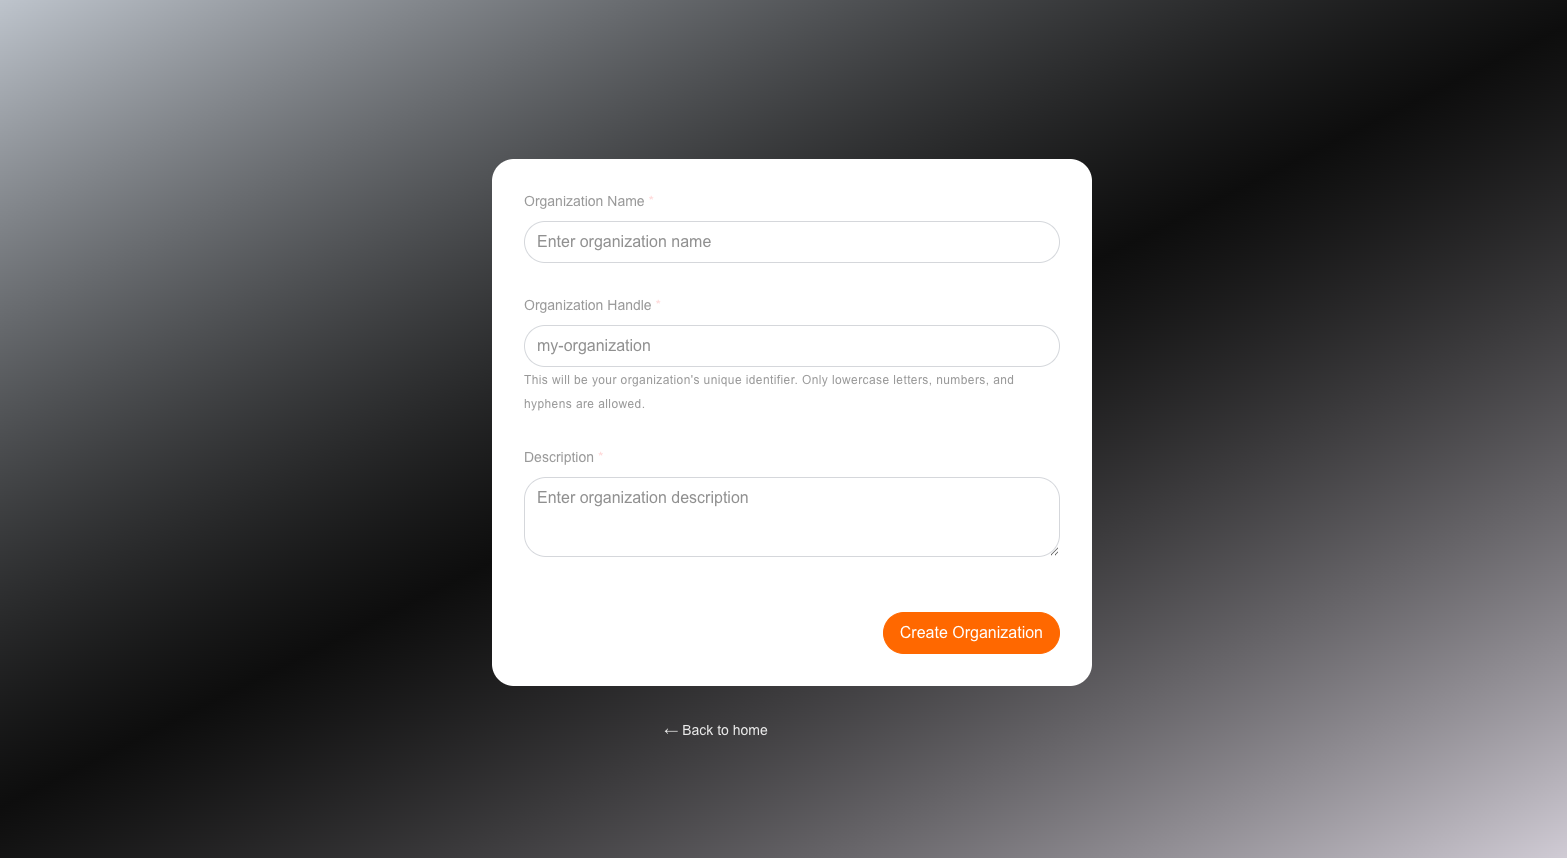 Organization Name *
Enter organization name
Organization Handle *
my-organization
This will be your organization's unique identifier. Only lowercase letters, numbers, and
hyphens are allowed.
Description *
Enter organization description
Create Organization
← Back to home